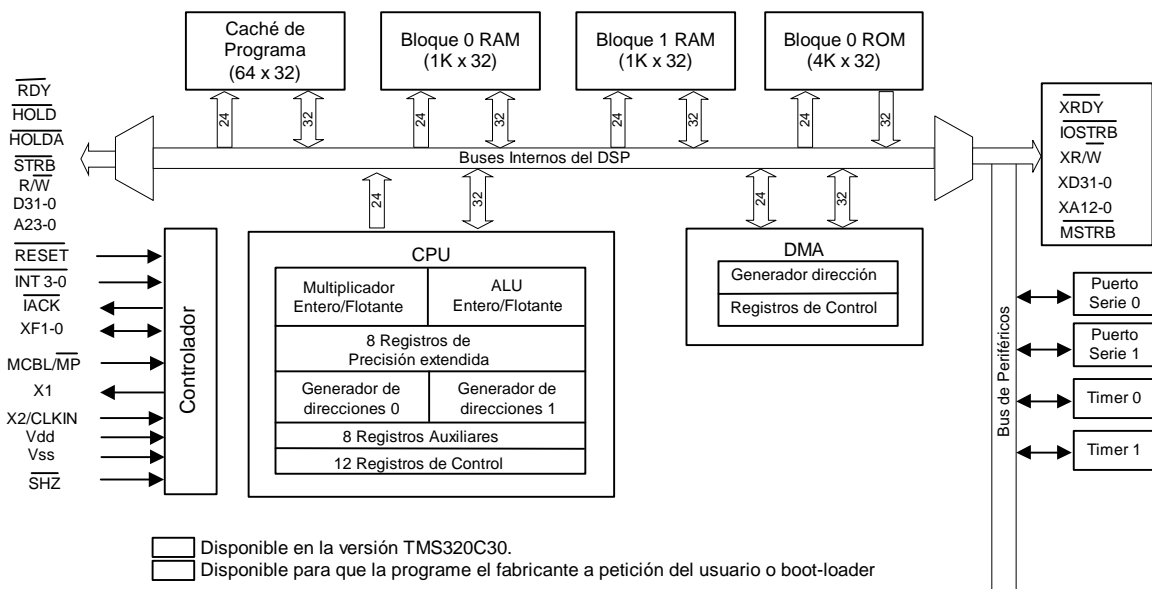 Caché de
Programa
(64 x 32)
Bloque 0 RAM
(1K x 32)
Bloque 1 RAM
(1K x 32)
Bloque 0 ROM
(4K x 32)
24
32
24
32
24
32
24
32
Buses Internos del DSP
RDY
HOLD
HOLDA
STRB
R/W
D31-0
A23-0
RESET
INT 3-0
IACK
XF1-0
MCBL/MP
X1
X2/CLKIN
Vdd
Vss
SHZ
Controlador
24
32
CPU
Multiplicador
Entero/Flotante
ALU
Entero/Flotante
8 Registros de
Precisión extendida
Generador de
direcciones 0
Generador de
direcciones 1
8 Registros Auxiliares
12 Registros de Control
24
32
DMA
Generador dirección
Registros de Control
XRDY
IOSTRB
XR/W
XD31-0
XA12-0
MSTRB
Bus de Periféricos
Puerto
Serie 0
Puerto
Serie 1
Timer 0
Timer 1
Disponible en la versión TMS320C30.
Disponible para que la programe el fabricante a petición del usuario o boot-loader